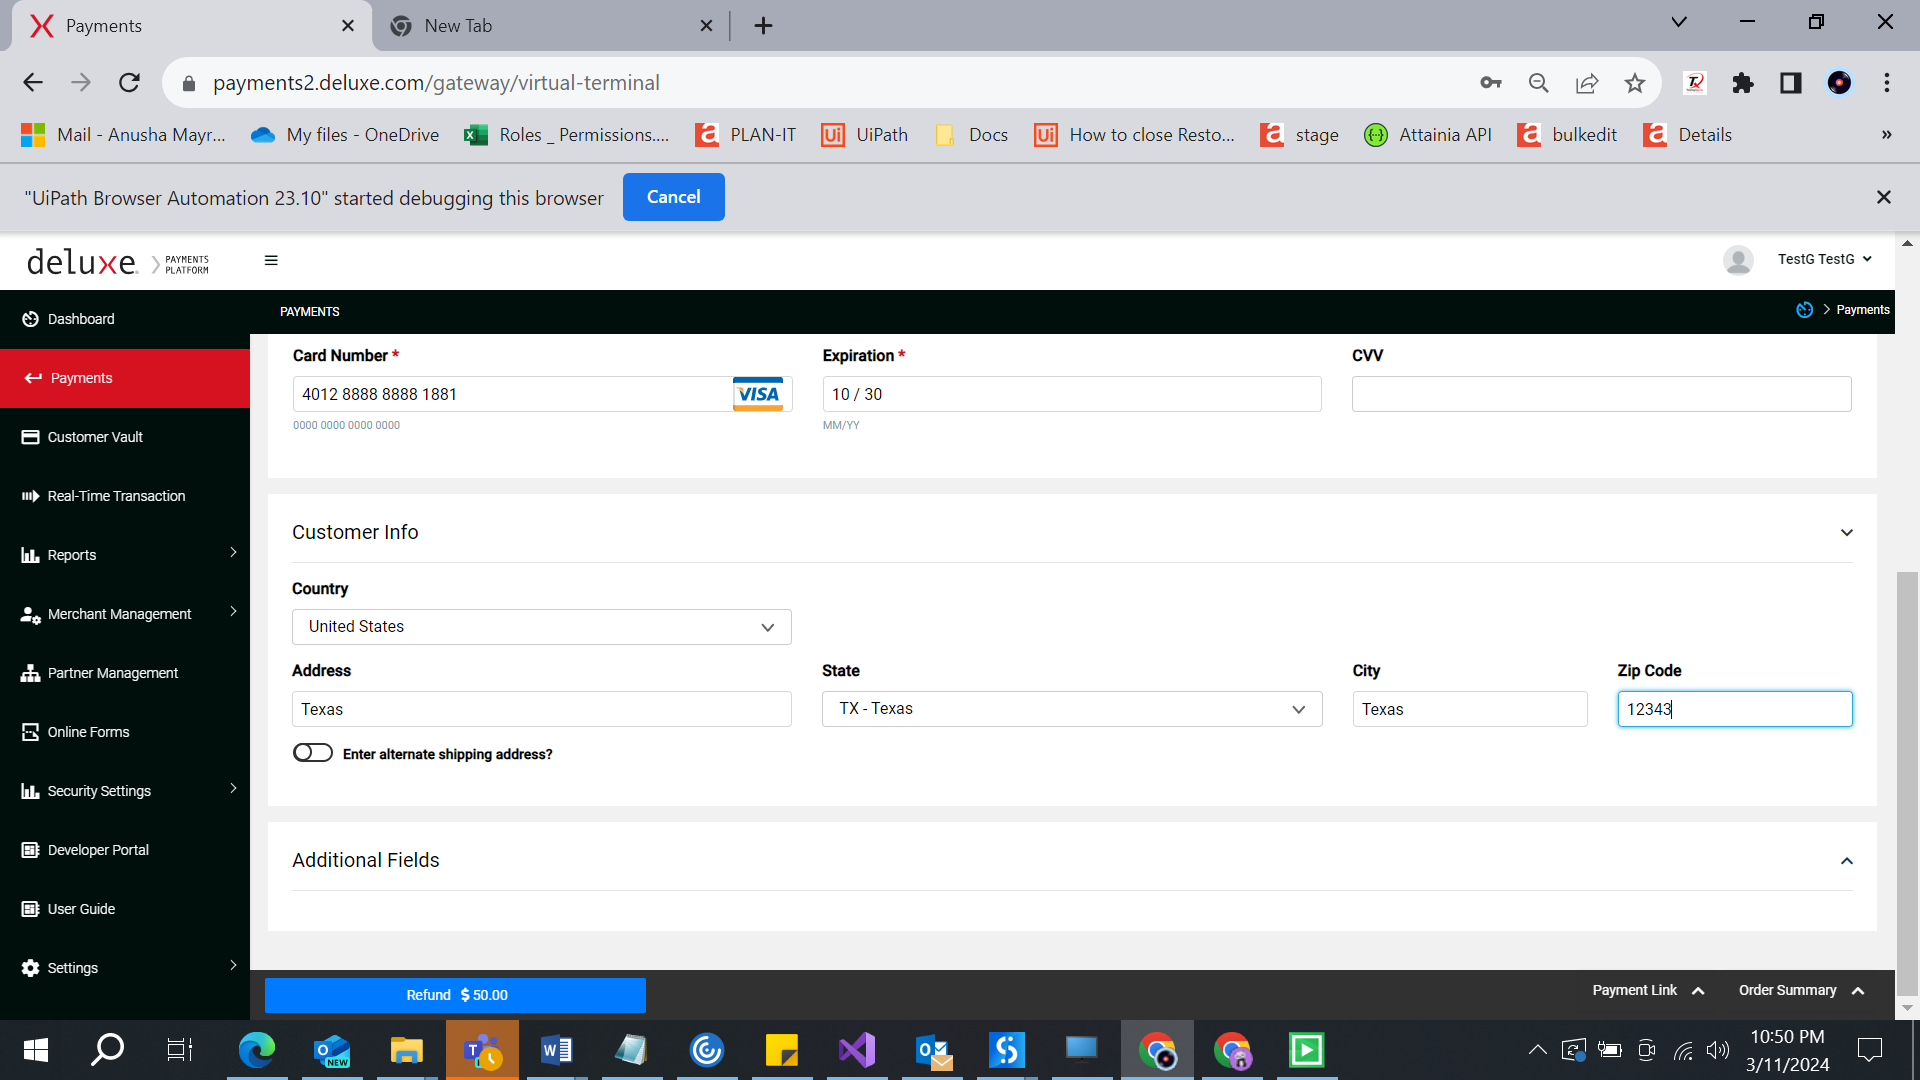 Payments
New Tab
payments2.deluxe.com/gateway/virtual-terminal
Mail - Anusha Mayr...
My files - OneDrive
Roles _ Permissions....
PLAN-IT
UiPath
Docs
How to close Resto...
stage
Attainia API
bulkedit
Details
»
"UiPath Browser Automation 23.10" started debugging this browser
Cancel
deluxe.
PAYMENTS
PLATFORM
TestG TestG
Dashboard
Payments
Customer Vault
Real-Time Transaction
Reports
Merchant Management
Partner Management
Online Forms
Security Settings
Developer Portal
User Guide
Settings
PAYMENTS
Payments
Card Number *
Expiration *
CVV
4012 8888 8888 1881
VISA
10 / 30
0000 0000 0000 0000
MM/YY
Customer Info
Country
United States
Address
State
City
Zip Code
Texas
TX - Texas
Texas
12343
Enter alternate shipping address?
Additional Fields
Refund $ 50.00
Payment Link
Order Summary
NEW
10:50 PM
3/11/2024